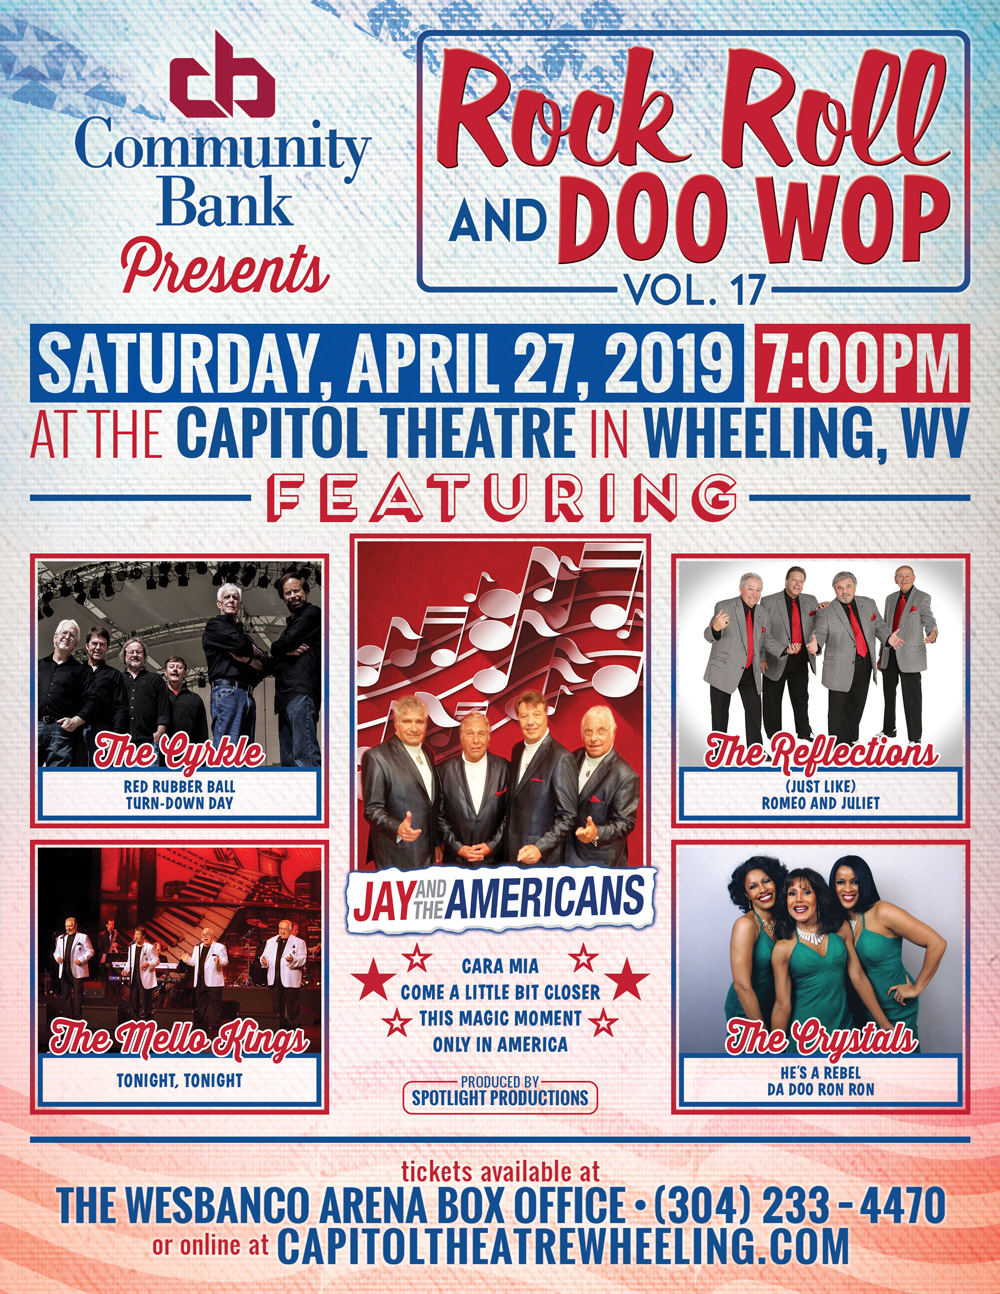 cb
Community
Bank
Presents
Rock Roll
AND DOO WOP
VOL. 17
SATURDAY, APRIL 27, 2019 7:00PM
AT THE CAPITOL THEATRE IN WHEELING, WV
FEATURING
The Cyrkle
RED RUBBER BALL
TURN-DOWN DAY
The Mello Kings
TONIGHT, TONIGHT
JAY AND THE AMERICANS
CARA MIA
COME A LITTLE BIT CLOSER
THIS MAGIC MOMENT
ONLY IN AMERICA
PRODUCED BY
SPOTLIGHT PRODUCTIONS
The Reflections
(JUST LIKE)
ROMEO AND JULIET
The Crystals
HE'S A REBEL
DA DOO RON RON
tickets available at
THE WESBANCO ARENA BOX OFFICE • (304) 233-4470
or online at CAPITOLTHEATREWHEELING.COM